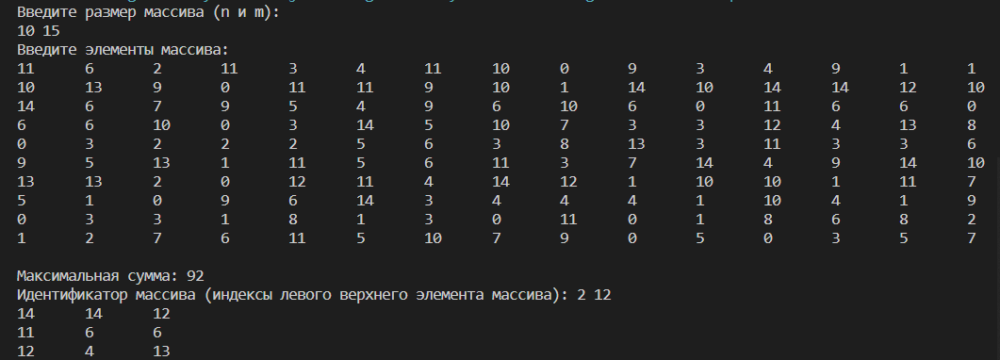 Введите размер массива (n и m):
10 15
Введите элементы массива:
11 6 2 11 3 4 11 10 0 9 3 4 9 1 1
10 13 9 0 11 11 9 10 1 14 10 14 14 12 10
14 6 7 9 5 4 9 6 10 6 0 11 6 6 0
6 6 10 0 3 14 5 10 7 3 3 12 4 13 8
0 3 2 2 2 5 6 3 8 13 3 11 3 3 6
9 5 13 1 11 5 6 11 3 7 14 4 9 14 10
13 13 2 0 12 11 4 14 12 1 10 10 1 11 7
5 1 0 9 6 14 3 4 4 4 1 10 4 1 9
0 3 3 1 8 1 3 0 11 0 1 8 6 8 2
1 2 7 6 11 5 10 7 9 0 5 0 3 5 7
Максимальная сумма: 92
Идентификатор массива (индексы левого верхнего элемента массива): 2 12
14 14 12
11 6 6
12 4 13